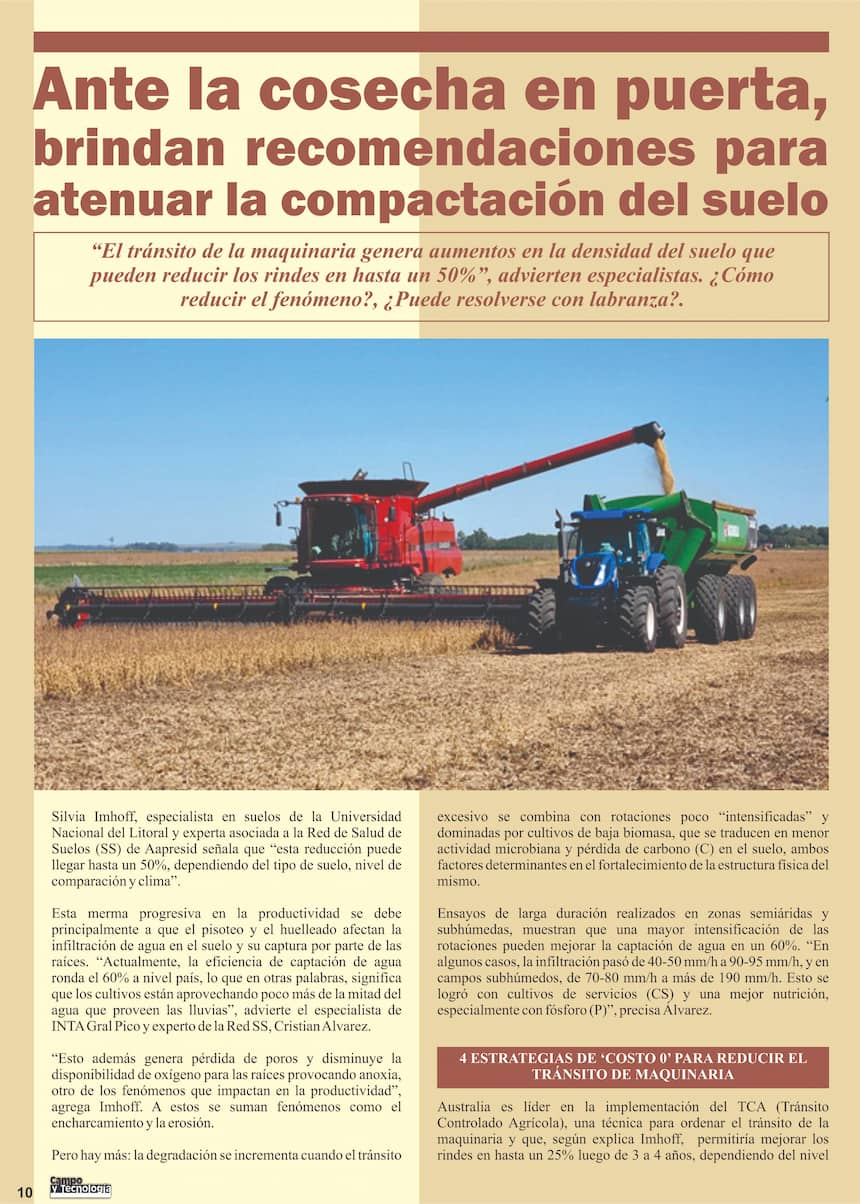 Ante la cosecha en puerta,
brindan recomendaciones para
atenuar la compactación del suelo
“El tránsito de la maquinaria genera aumentos en la densidad del suelo que
pueden reducir los rindes en hasta un 50%”, advierten especialistas. ¿Cómo
reducir el fenómeno?, ¿Puede resolverse con labranza?.
Silvia Imhoff, especialista en suelos de la Universidad
Nacional del Litoral y experta asociada a la Red de Salud de
Suelos (SS) de Aapresid señala que “esta reducción puede
llegar hasta un 50%, dependiendo del tipo de suelo, nivel de
comparación y clima”.
Esta merma progresiva en la productividad se debe
principalmente a que el pisoteo y el huelleado afectan la
infiltración de agua en el suelo y su captura por parte de las
raíces. “Actualmente, la eficiencia de captación de agua
ronda el 60% a nivel país, lo que en otras palabras, significa
que los cultivos están aprovechando poco más de la mitad del
agua que proveen las lluvias”, advierte el especialista de
INTA Gral Pico y experto de la Red SS, Cristian Alvarez.
“Esto además genera pérdida de poros y disminuye la
disponibilidad de oxígeno para las raíces provocando anoxia,
otro de los fenómenos que impactan en la productividad”,
agrega Imhoff. A estos se suman fenómenos como el
encharcamiento y la erosión.
Pero hay más: la degradación se incrementa cuando el tránsito
excesivo se combina con rotaciones poco “intensificadas” y
dominadas por cultivos de baja biomasa, que se traducen en menor
actividad microbiana y pérdida de carbono (C) en el suelo, ambos
factores determinantes en el fortalecimiento de la estructura física del
mismo.
Ensayos de larga duración realizados en zonas semiáridas y
subhúmedas, muestran que una mayor intensificación de las
rotaciones pueden mejorar la captación de agua en un 60%. “En
algunos casos, la infiltración pasó de 40-50 mm/h a 90-95 mm/h, y en
campos subhúmedos, de 70-80 mm/h a más de 190 mm/h. Esto se
logró con cultivos de servicios (CS) y una mejor nutrición,
especialmente con fósforo (P)”, precisa Álvarez.
4 ESTRATEGIAS DE ‘COSTO 0’ PARA REDUCIR EL
TRÁNSITO DE MAQUINARIA
Australia es líder en la implementación del TCA (Tránsito
Controlado Agrícola), una técnica para ordenar el tránsito de la
maquinaria y que, según explica Imhoff, permitiría mejorar los
rindes en hasta un 25% luego de 3 a 4 años, dependiendo del nivel
10
Campo
y Tecnología